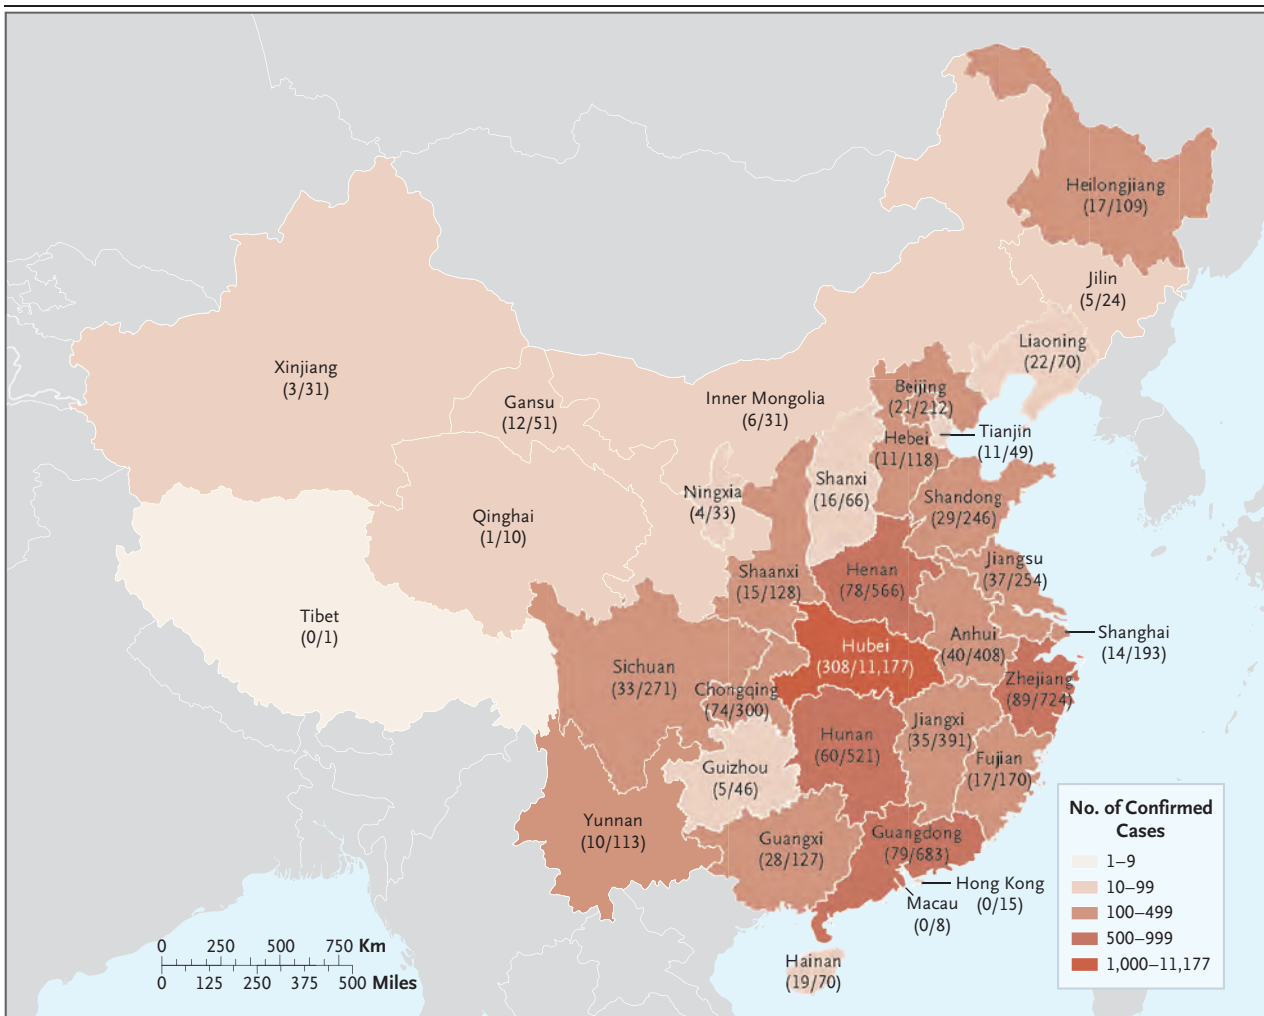 Heilongjiang
(17/109)
Jilin
(5/24)
Liaoning
(22/70)
Xinjiang
(3/31)
Gansu
(12/51)
Inner Mongolia
(6/31)
Beijing
(21/212)
Hebei
(11/118)
Tianjin
(11/49)
Ningxia
(4/33)
Shanxi
(16/66)
Shandong
(29/246)
Qinghai
(1/10)
Shaanxi
(15/128)
Henan
(78/566)
Jiangsu
(37/254)
Tibet
(0/1)
Sichuan
(33/271)
Chongqing
(74/300)
Hubei
(308/11,177)
Anhui
(40/408)
Shanghai
(14/193)
Zhejiang
(89/724)
Guizhou
(5/46)
Hunan
(60/521)
Jiangxi
(35/391)
Fujian
(17/170)
Yunnan
(10/113)
Guangxi
(28/127)
Guangdong
(79/683)
Hong Kong
(0/15)
Macau
(0/8)
Hainan
(19/70)
No. of Confirmed
Cases
1–9
10–99
100–499
500–999
1,000–11,177
0 250 500 750 Km
0 125 250 375 500 Miles